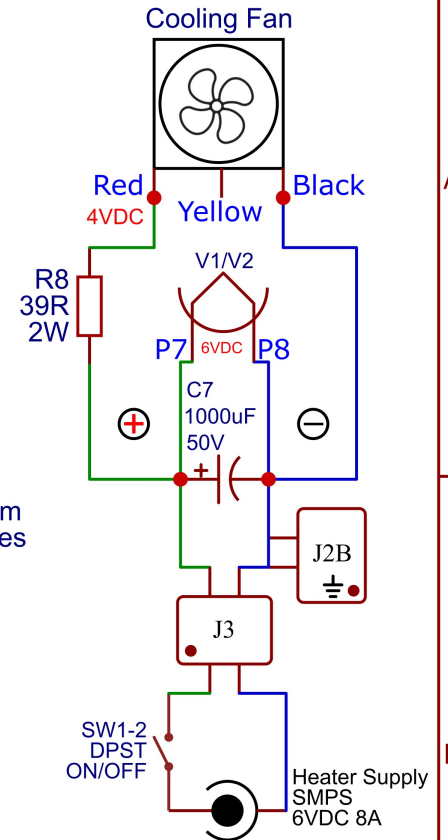 Cooling Fan
Red
Black
4VDC
Yellow
V1/V2
R8
39R
2W
P7
6VDC
P8
C7
1000uF
50V
+
−
+
m
es
J2B
J3
SW1-2
DPST
ON/OFF
Heater Supply
SMPS
6VDC 8A